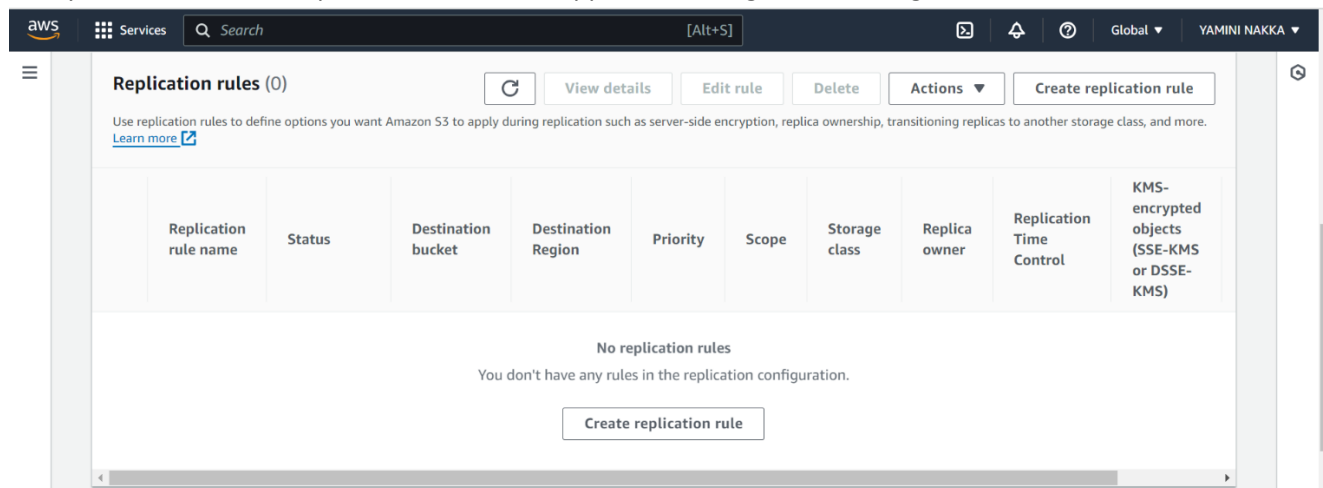 aws Services Search [Alt+S] Global ▼ YAMINI NAKKA ▼
Replication rules (0) View details Edit rule Delete Actions ▼ Create replication rule
Use replication rules to define options you want Amazon S3 to apply during replication such as server-side encryption, replica ownership, transitioning replicas to another storage class, and more.
Learn more
Replication rule name
Status
Destination bucket
Destination Region
Priority
Scope
Storage class
Replica owner
Replication Time Control
KMS-encrypted objects (SSE-KMS or DSSE-KMS)
No replication rules
You don't have any rules in the replication configuration.
Create replication rule